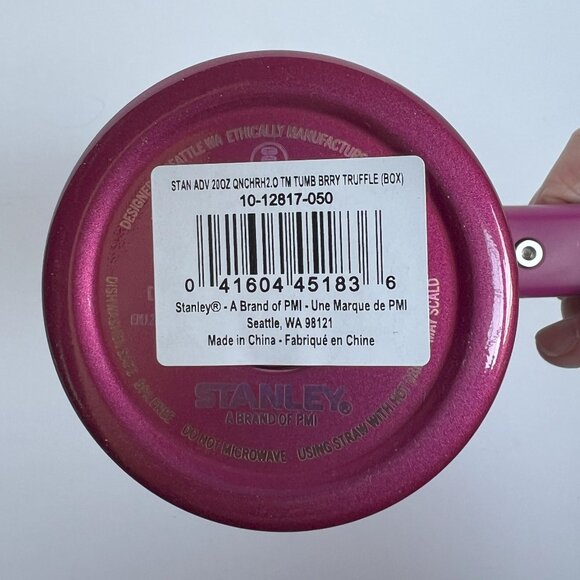 STAN ADV 20OZ QNCHRH2.O TM TUMB BRRY TRUFFLE (BOX)
10-12817-050
0 41604 45183 6
Stanley® - A Brand of PMI - Une Marque de PMI
Seattle, WA 98121
Made in China - Fabriqué en Chine
SEATTLE WA ETHICALLY
STANLEY®
A BRAND OF PMI
DO NOT MICROWAVE
USING STRAW WITH HOT
MAY SCALD